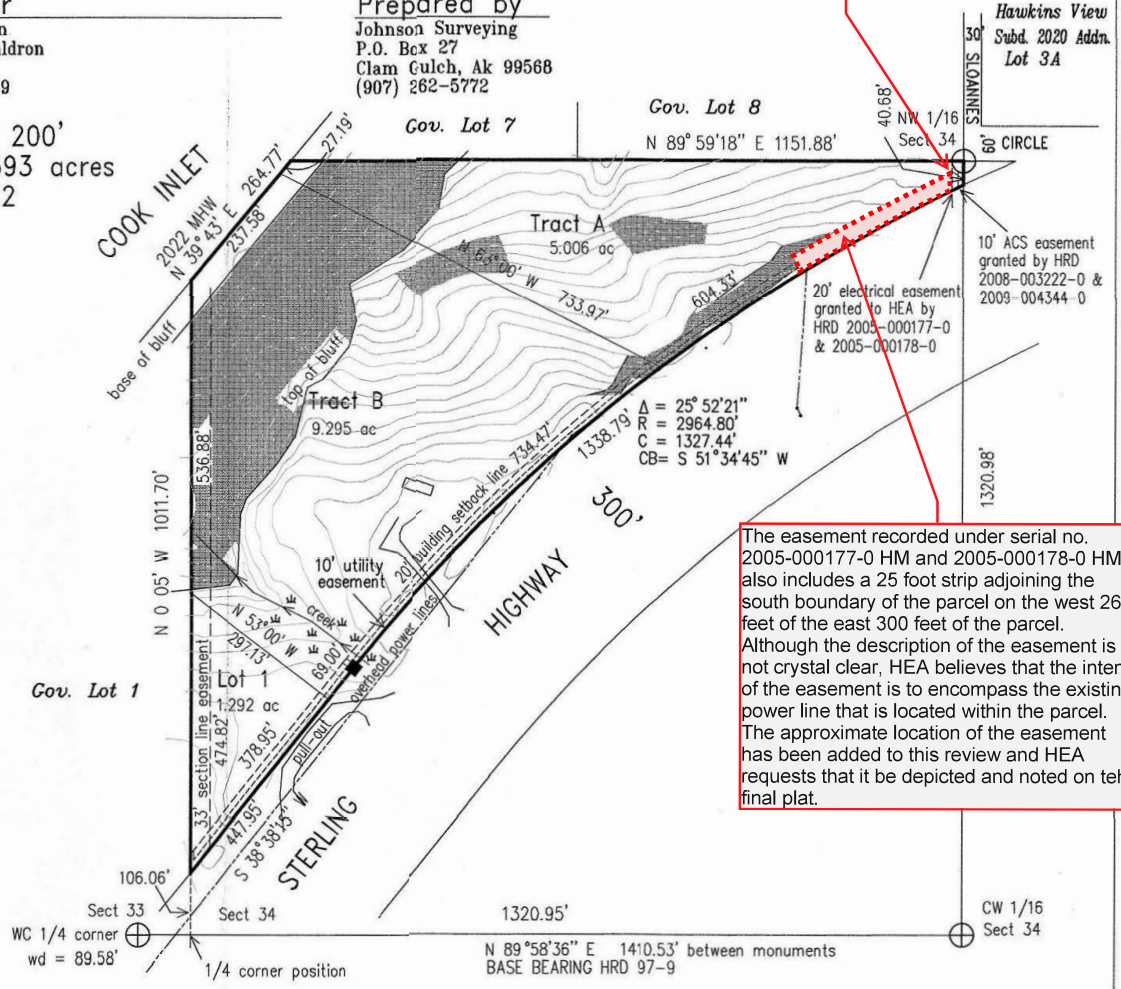 Prepared by
Johnson Surveying
P.O. Box 27
Clam Gulch, Ak 99568
(907) 262-5772
200'
593 acres
Hawkins View
Subd. 2020 Addn.
Lot 3A
30'
SLOANNES
60'
CIRCLE
Gov. Lot 7
Gov. Lot 8
40.68'
NW 1/16
Sect 34
N 89°59'18" E 1151.88'
27.19'
264.77'
COOK INLET
2022 MHW
N 39°43' E
237.58'
base of bluff
top of bluff
Tract A
5.006 ac
N 63°00' W
733.97'
604.33'
10' ACS easement
granted by HRD
2008-003222-0 &
2009-004344-0
20' electrical easement
granted to HEA by
HRD 2005-000177-0
& 2005-000178-0
Tract B
9.295 ac
Δ = 25°52'21"
R = 2964.80'
C = 1327.44'
CB= S 51°34'45" W
536.88'
N 0°05' W 1011.70'
20' building setback line
734.47'
1338.79'
300'
1320.98'
10' utility
easement
HIGHWAY
creek
N 53°00' W
297.13'
69.00'
overhead power lines
Lot 1
1.292 ac
Gov. Lot 1
33' section line easement
474.82'
378.95'
pull-out
447.95'
S 38°38'15" W
STERLING
The easement recorded under serial no.
2005-000177-0 HM and 2005-000178-0 HM
also includes a 25 foot strip adjoining the
south boundary of the parcel on the west 26
feet of the east 300 feet of the parcel.
Although the description of the easement is
not crystal clear, HEA believes that the inten
of the easement is to encompass the existin
power line that is located within the parcel.
The approximate location of the easement
has been added to this review and HEA
requests that it be depicted and noted on teh
final plat.
106.06'
Sect 33
Sect 34
1320.95'
CW 1/16
Sect 34
WC 1/4 corner
wd = 89.58'
1/4 corner position
N 89°58'36" E 1410.53' between monuments
BASE BEARING HRD 97-9